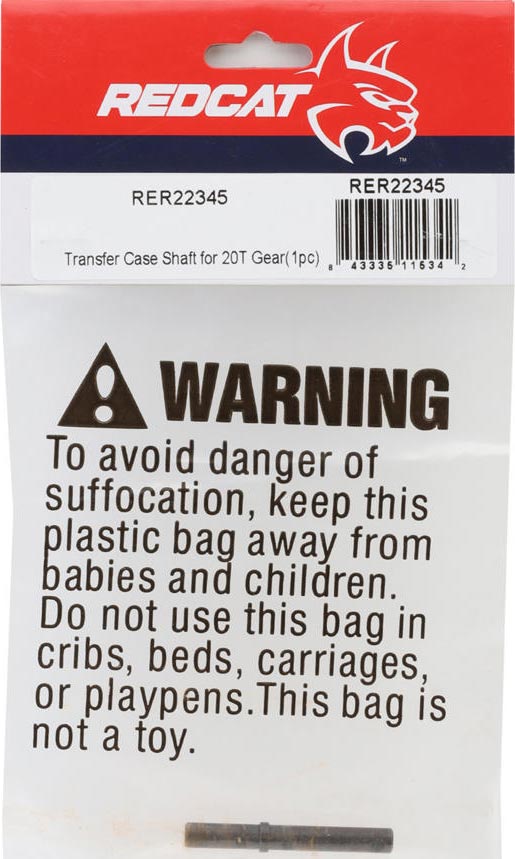 REDCAT
TM
RER22345
RER22345
Transfer Case Shaft for 20T Gear(1pc)
8 43335 11534 2
WARNING
To avoid danger of
suffocation, keep this
plastic bag away from
babies and children.
Do not use this bag in
cribs, beds, carriages,
or playpens.This bag is
not a toy.